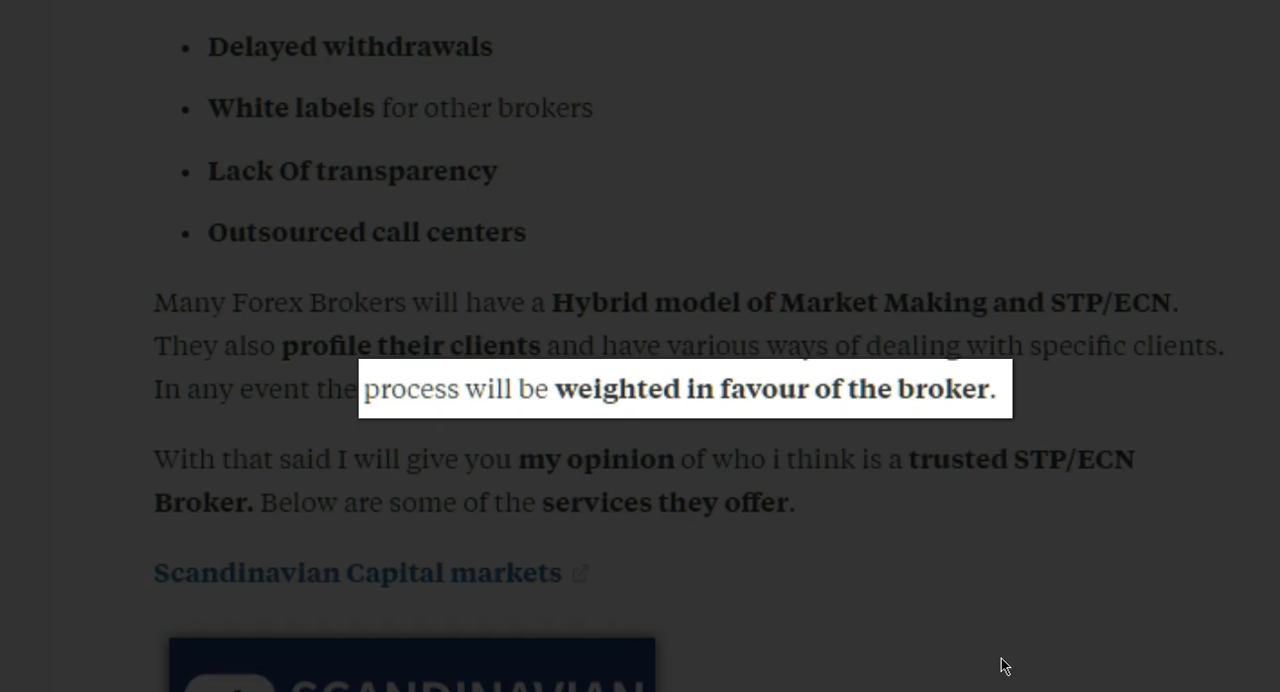 • Delayed withdrawals
• White labels for other brokers
• Lack Of transparency
• Outsourced call centers
Many Forex Brokers will have a Hybrid model of Market Making and STP/ECN.
They also profile their clients and have various ways of dealing with specific clients.
In any event the process will be weighted in favour of the broker.
With that said I will give you my opinion of who i think is a trusted STP/ECN
Broker. Below are some of the services they offer.
Scandinavian Capital markets
SCANDINAVIAN